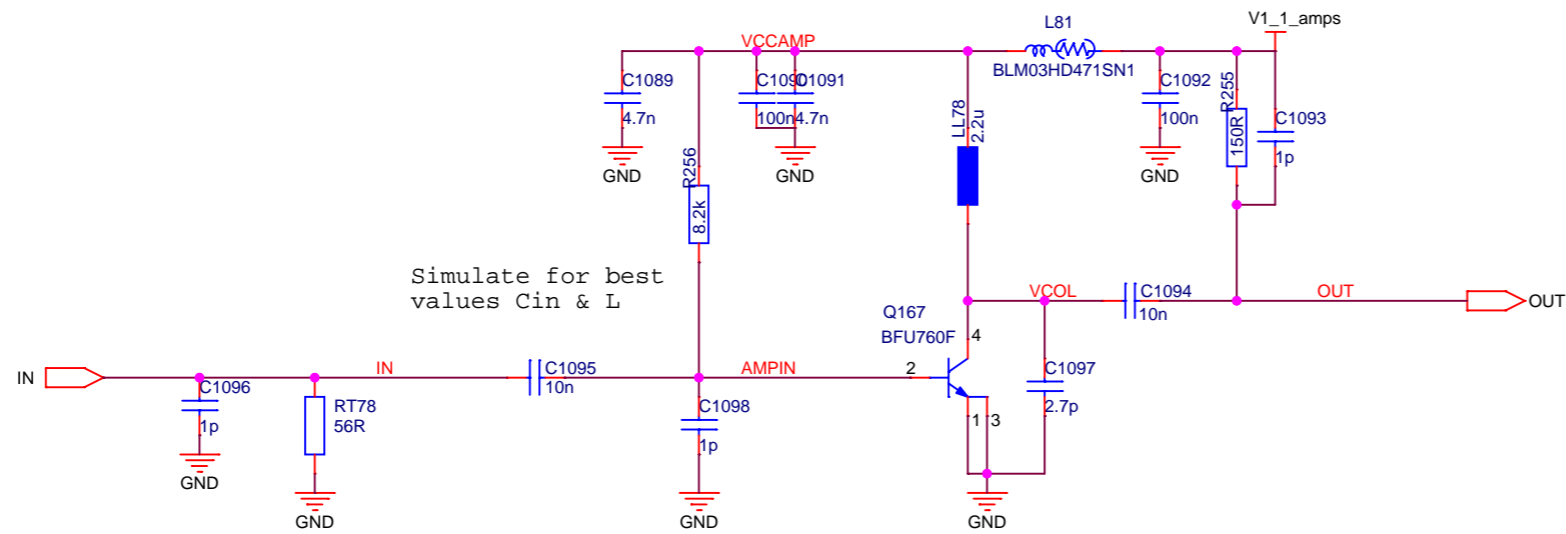 V1_1_amps
L81
VCCAMP
BLM03HD471SN1
C1089
4.7n
C1090
100n
C1091
4.7n
LL78
2.2u
C1092
100n
R255
150R
C1093
1p
GND
GND
GND
R256
8.2k
Simulate for best
values Cin & L
VCOL
C1094
10n
OUT
OUT
Q167
BFU760F
4
IN
IN
C1095
10n
AMPIN
2
C1097
2.7p
C1096
1p
RT78
56R
C1098
1p
1
3
GND
GND
GND
GND